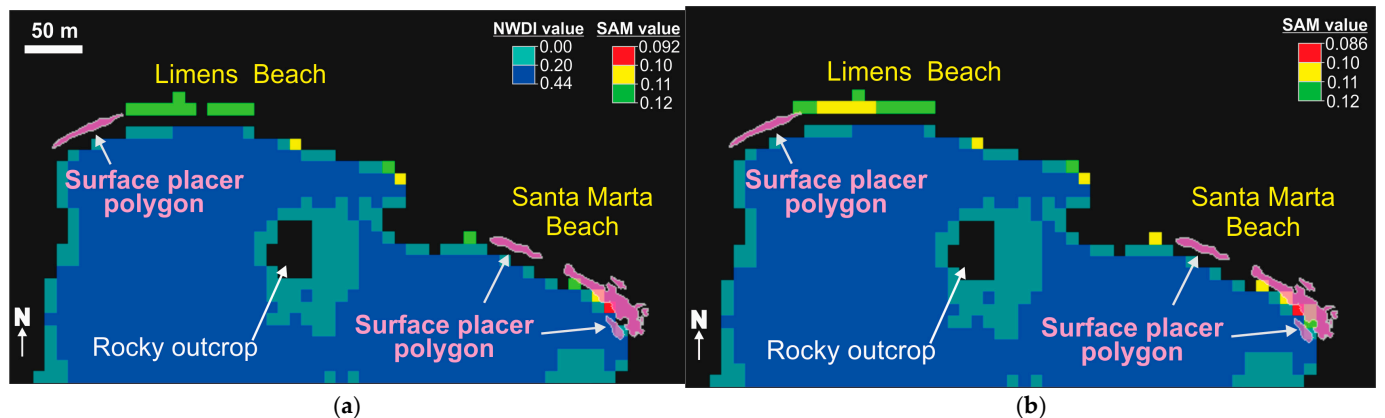 50 m
NWDI value
0.00
0.20
0.44
SAM value
0.092
0.10
0.11
0.12
Limens Beach
Surface placer
polygon
Santa Marta
Beach
N
Rocky outcrop
Surface placer
polygon
(a)
SAM value
0.086
0.10
0.11
0.12
Limens Beach
Surface placer
polygon
Santa Marta
Beach
N
Rocky outcrop
Surface placer
polygon
(b)